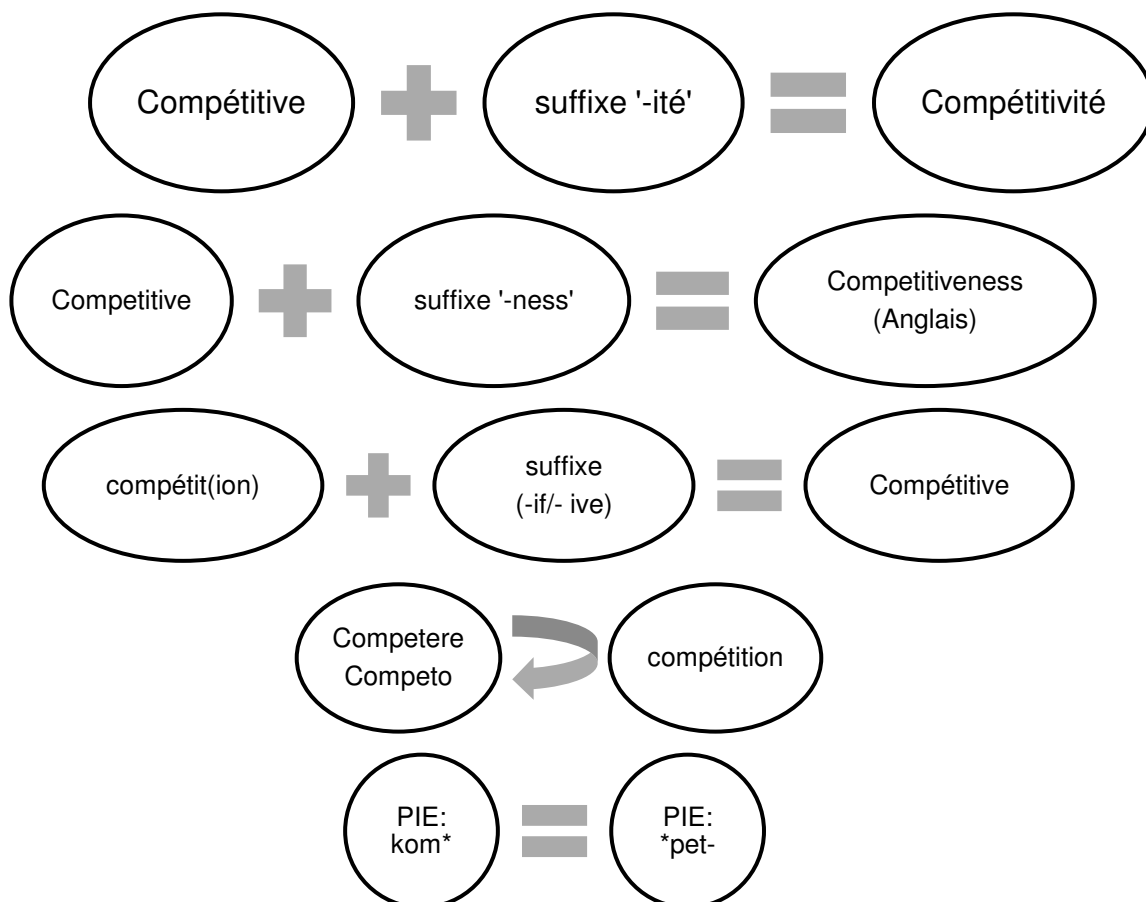 Compétitive
suffixe '-ité'
Compétitivité
Competitive
suffixe '-ness'
Competitiveness
(Anglais)
compétit(ion)
suffixe
(-if/- ive)
Compétitive
Competere
Competo
compétition
PIE:
kom*
PIE:
*pet-